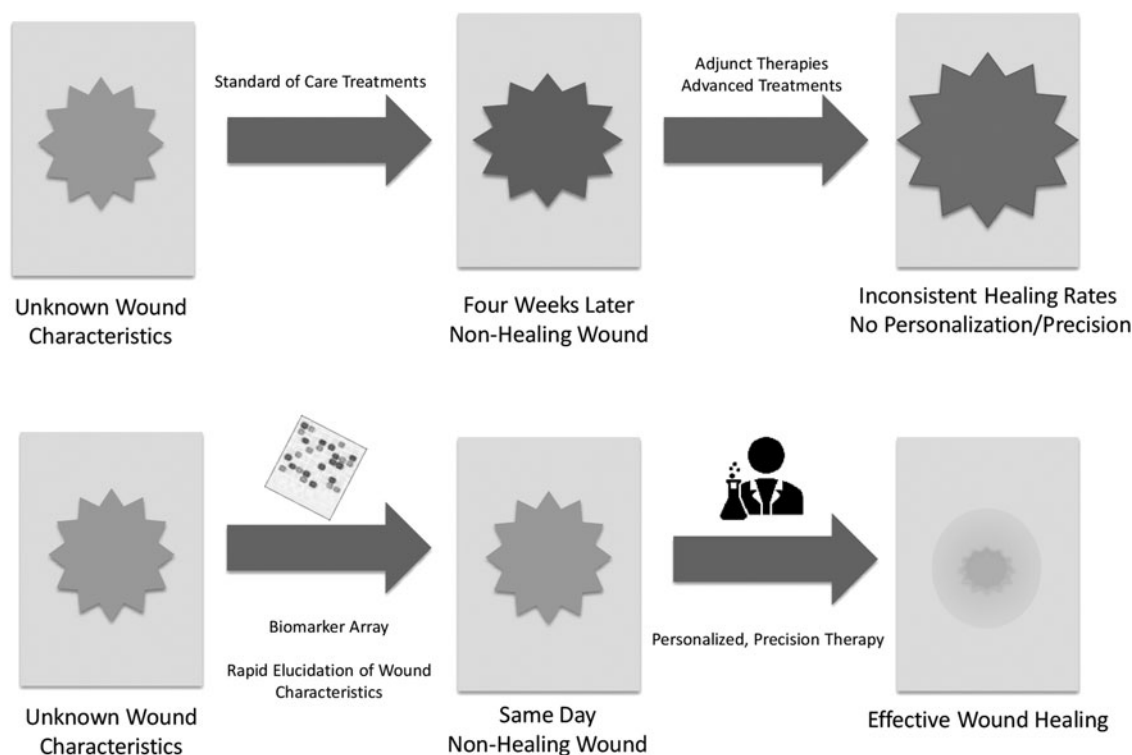 Standard of Care Treatments
Adjunct Therapies
Advanced Treatments
Unknown Wound
Characteristics
Four Weeks Later
Non-Healing Wound
Inconsistent Healing Rates
No Personalization/Precision
Biomarker Array
Rapid Elucidation of Wound
Characteristics
Personalized, Precision Therapy
Unknown Wound
Characteristics
Same Day
Non-Healing Wound
Effective Wound Healing